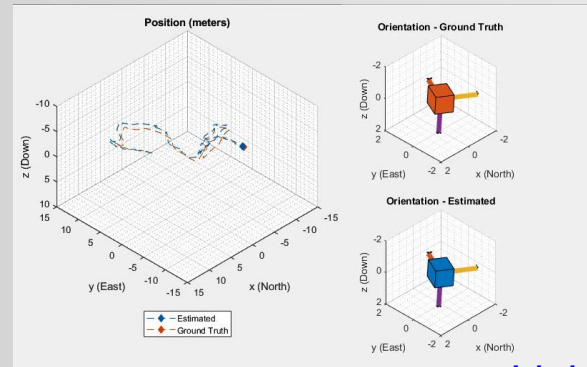 Position (meters)
-10
-5
0
5
10
z (Down)
15
10
5
0
-5
-10
-15
y (East)
15
10
5
0
-5
-10
-15
x (North)
Estimated
Ground Truth
Orientation - Ground Truth
-2
0
2
z (Down)
2
0
-2
y (East)
2
0
-2
x (North)
Orientation - Estimated
-2
0
2
z (Down)
2
0
-2
y (East)
2
0
-2
x (North)